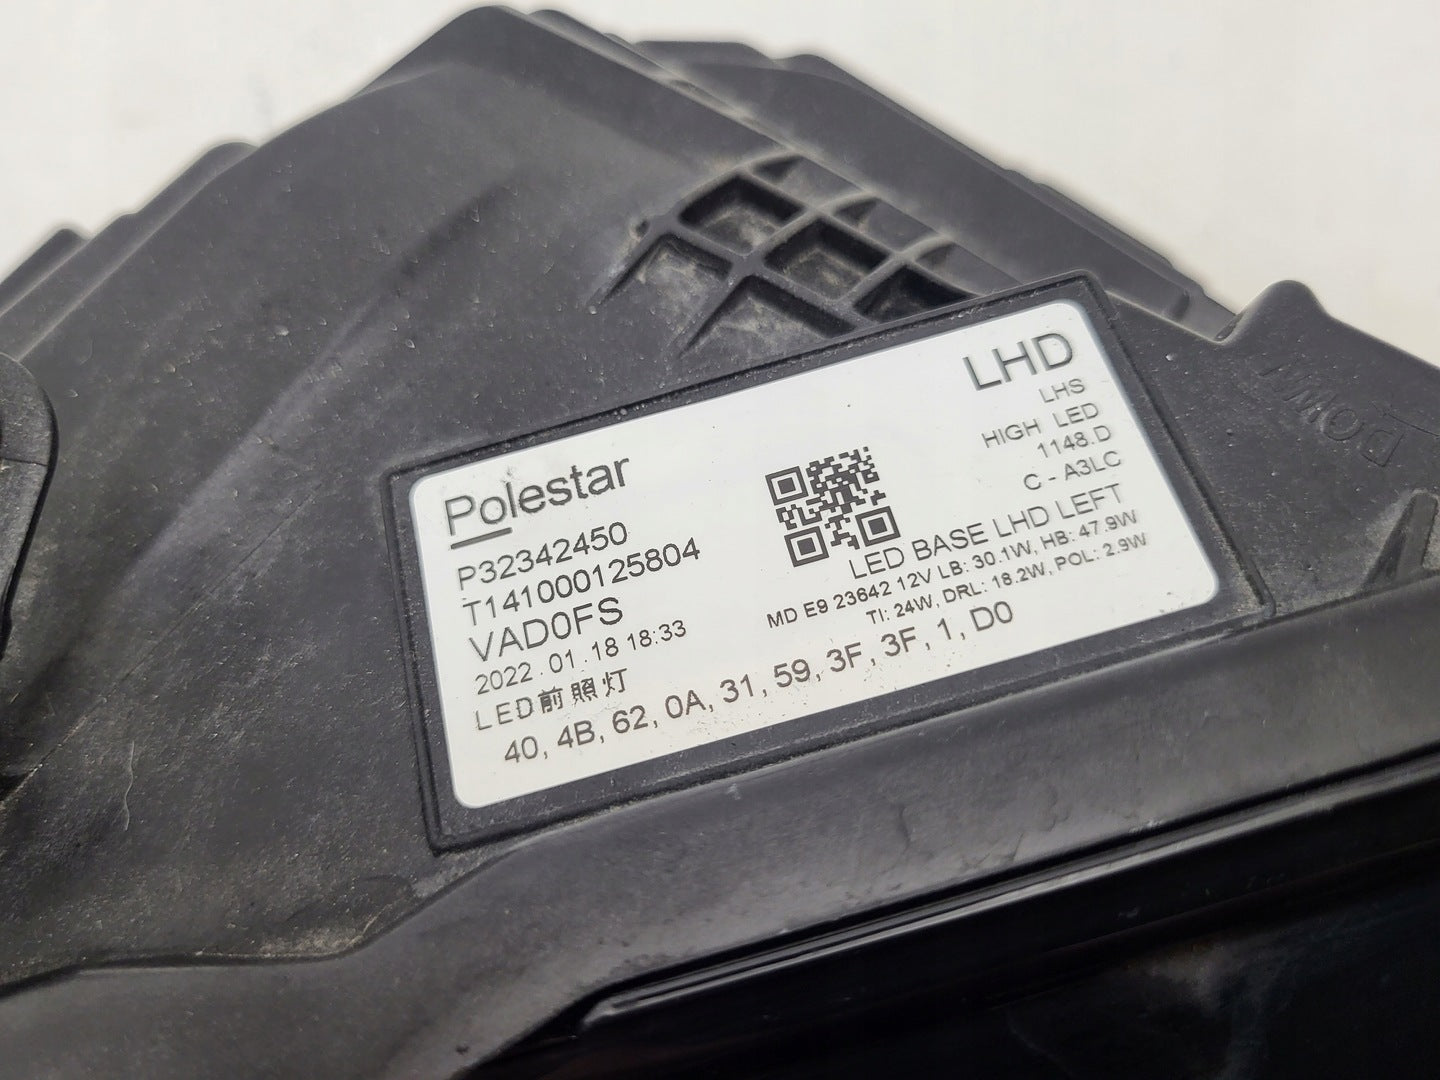 Polestar
P32342450
T141000125804
VAD0FS
2022.01.18 18:33
LED前照灯
LHD
LHS
HIGH LED
1148.D
C - A3LC
LED BASE LHD LEFT
MD E9 23642 12V LB: 30.1W, HB: 47.9W
TI: 24W, DRL: 18.2W, POL: 2.9W
40, 4B, 62, 0A, 31, 59, 3F, 3F, 1, D0